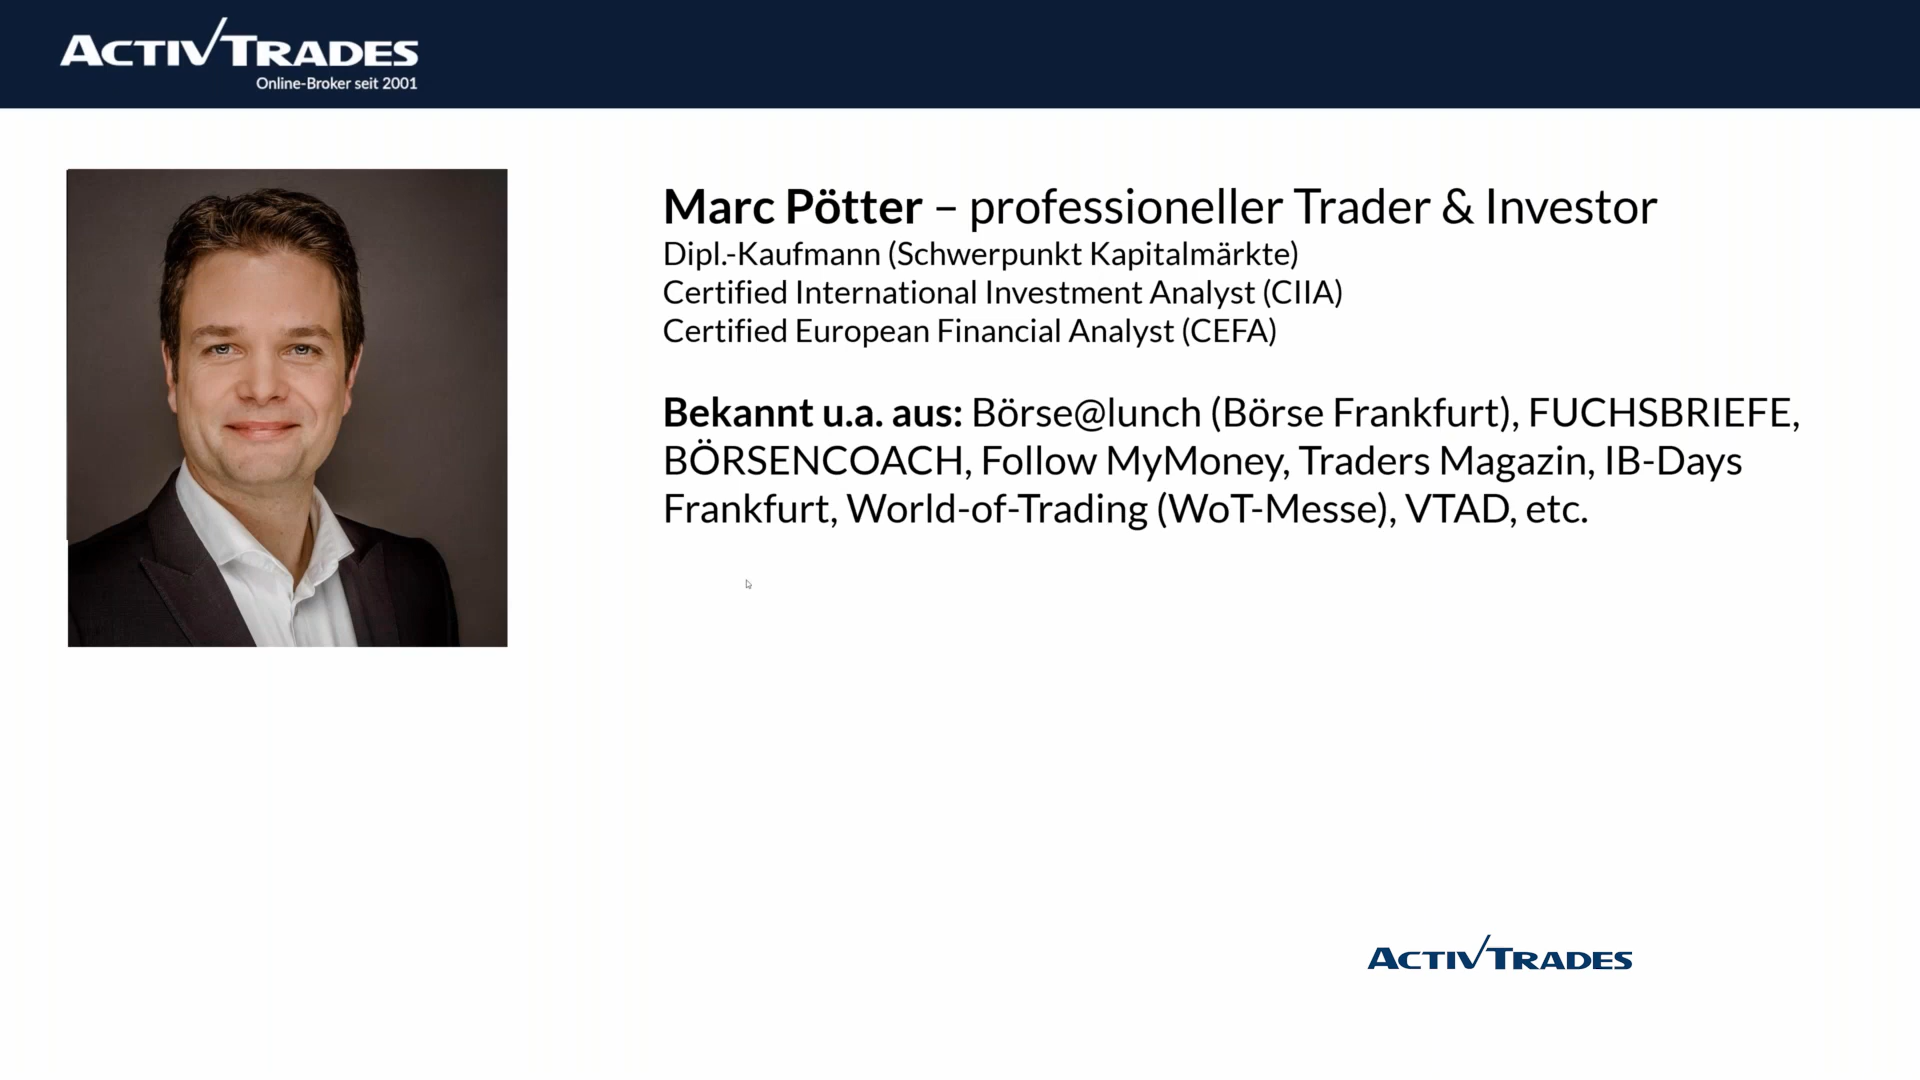 ACTIVTRADES
Online-Broker seit 2001
Marc Pötter – professioneller Trader & Investor
Dipl.-Kaufmann (Schwerpunkt Kapitalmärkte)
Certified International Investment Analyst (CIIA)
Certified European Financial Analyst (CEFA)
Bekannt u.a. aus: Börse@lunch (Börse Frankfurt), FUCHSBRIEFE,
BÖRSENCOACH, Follow MyMoney, Traders Magazin, IB-Days
Frankfurt, World-of-Trading (WoT-Messe), VTAD, etc.
ACTIVTRADES